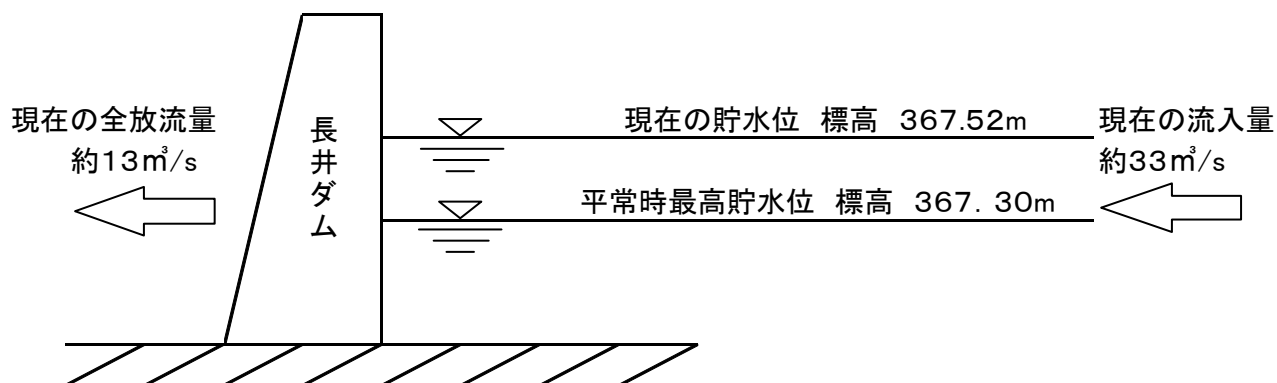 現在の全放流量
約13㎥/s
長井ダム
現在の貯水位 標高 367.52m
平常時最高貯水位 標高 367．30m
現在の流入量
約33㎥/s